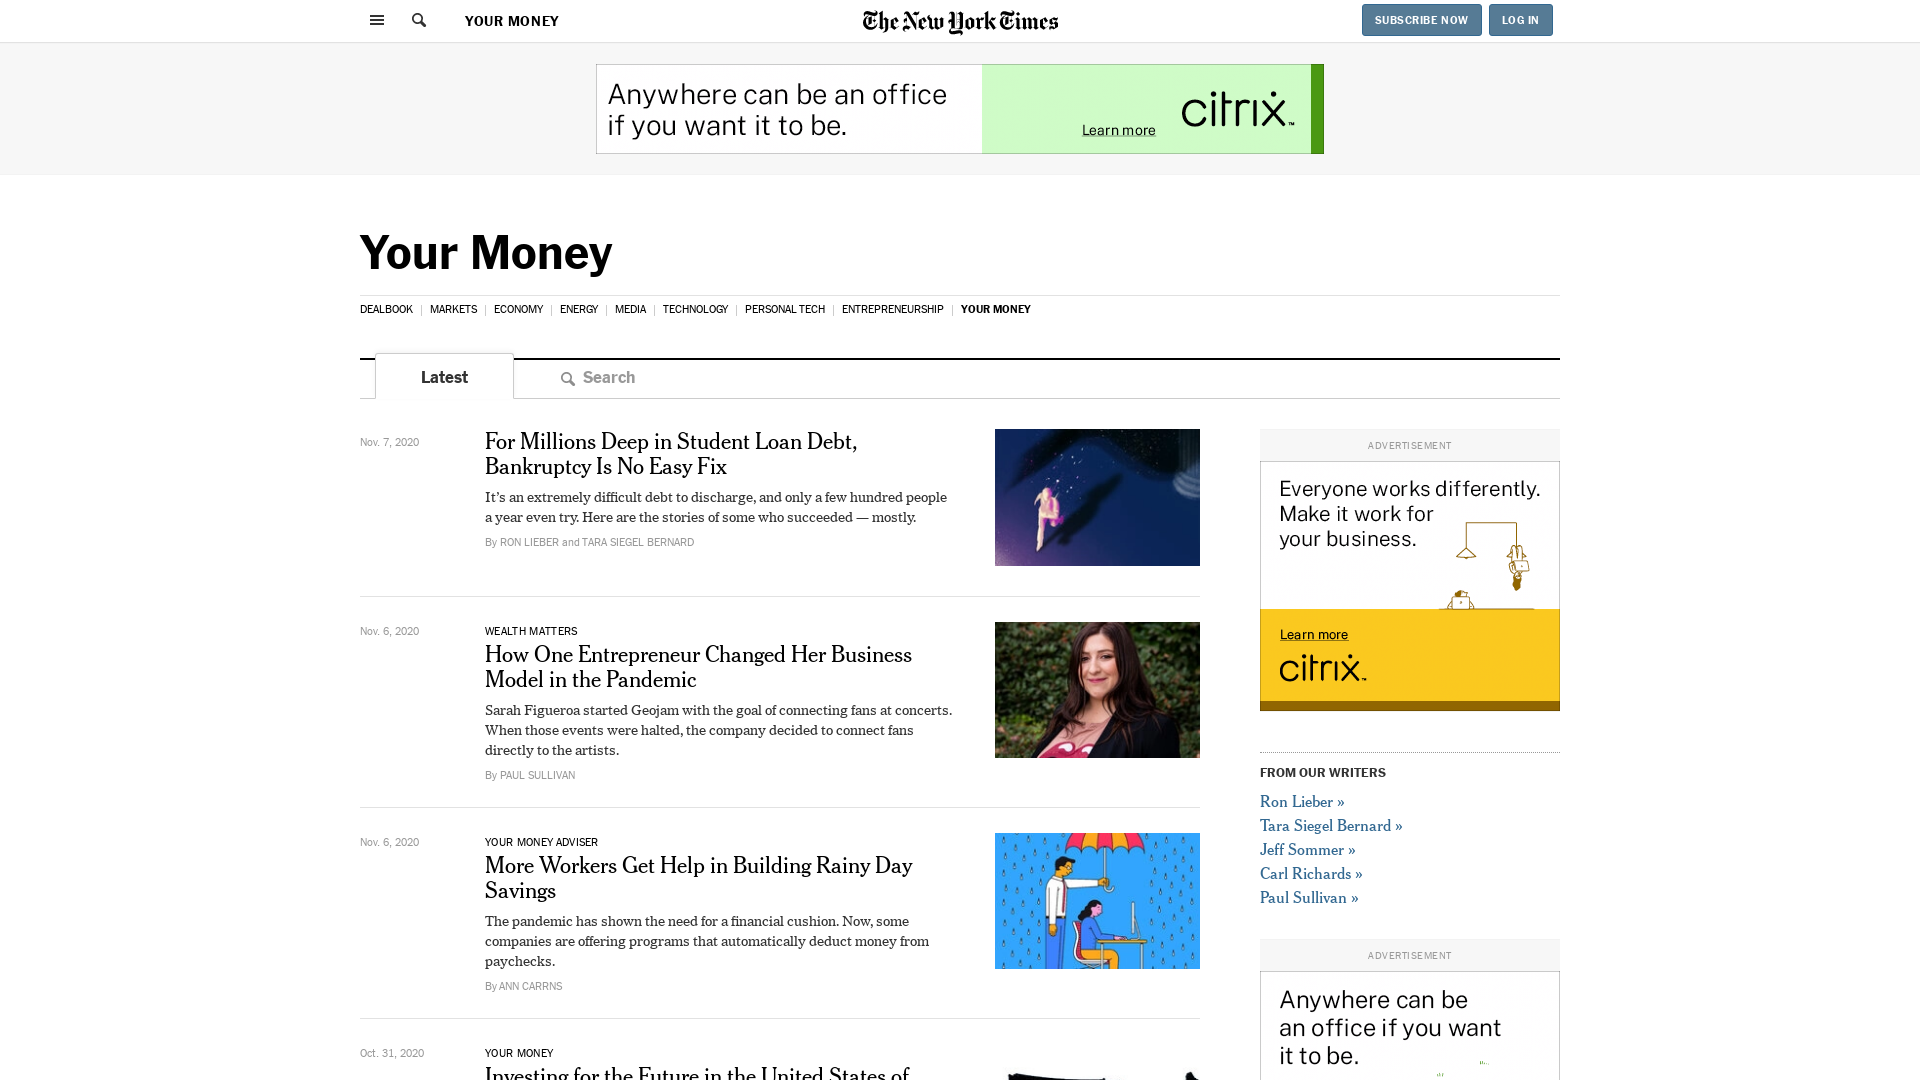 YOUR MONEY
The New York Times
SUBSCRIBE NOW
LOG IN
Anywhere can be an office
if you want it to be.
Learn more
citrix™
Your Money
DEALBOOK
MARKETS
ECONOMY
ENERGY
MEDIA
TECHNOLOGY
PERSONAL TECH
ENTREPRENEURSHIP
YOUR MONEY
Latest
Search
Nov. 7, 2020
For Millions Deep in Student Loan Debt,
Bankruptcy Is No Easy Fix
It’s an extremely difficult debt to discharge, and only a few hundred people
a year even try. Here are the stories of some who succeeded — mostly.
By RON LIEBER and TARA SIEGEL BERNARD
Nov. 6, 2020
WEALTH MATTERS
How One Entrepreneur Changed Her Business
Model in the Pandemic
Sarah Figueroa started Geojam with the goal of connecting fans at concerts.
When those events were halted, the company decided to connect fans
directly to the artists.
By PAUL SULLIVAN
Nov. 6, 2020
YOUR MONEY ADVISER
More Workers Get Help in Building Rainy Day
Savings
The pandemic has shown the need for a financial cushion. Now, some
companies are offering programs that automatically deduct money from
paychecks.
By ANN CARRNS
Oct. 31, 2020
YOUR MONEY
Investing for the Future in the United States of
ADVERTISEMENT
Everyone works differently.
Make it work for
your business.
Learn more
citrix™
FROM OUR WRITERS
Ron Lieber »
Tara Siegel Bernard »
Jeff Sommer »
Carl Richards »
Paul Sullivan »
ADVERTISEMENT
Anywhere can be
an office if you want
it to be.